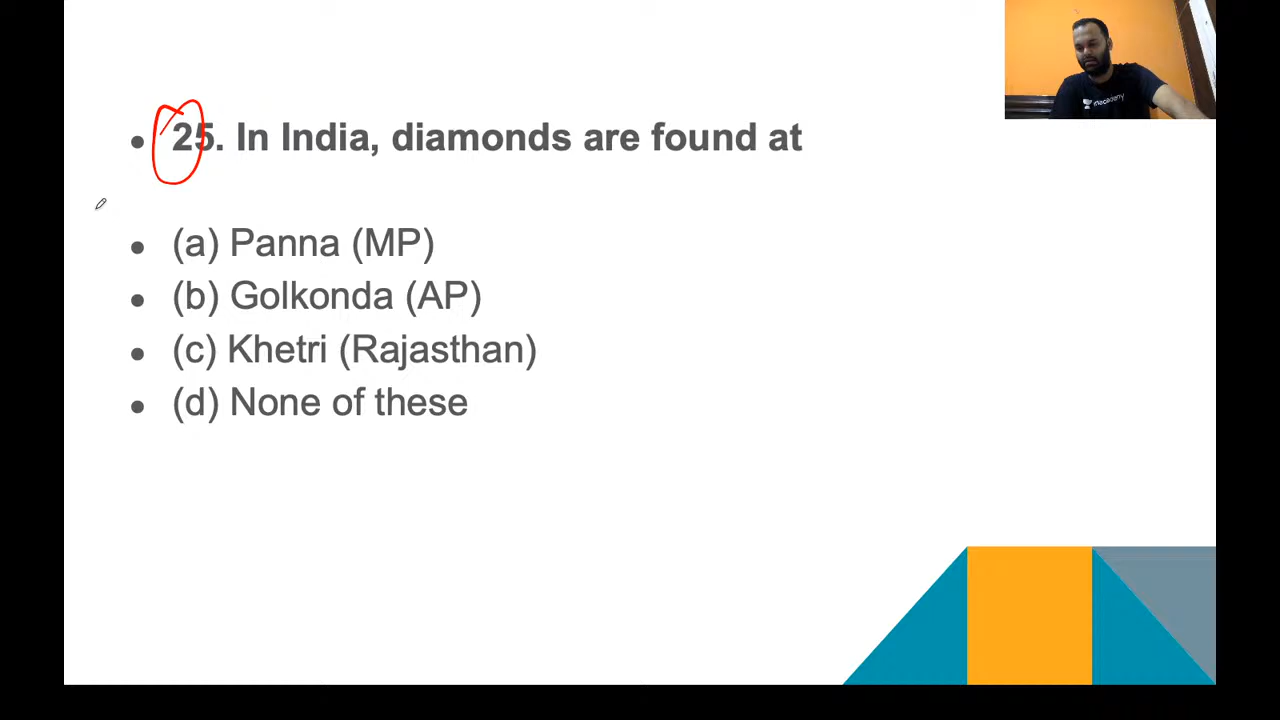 • 25. In India, diamonds are found at
• (a) Panna (MP)
• (b) Golkonda (AP)
• (c) Khetri (Rajasthan)
• (d) None of these